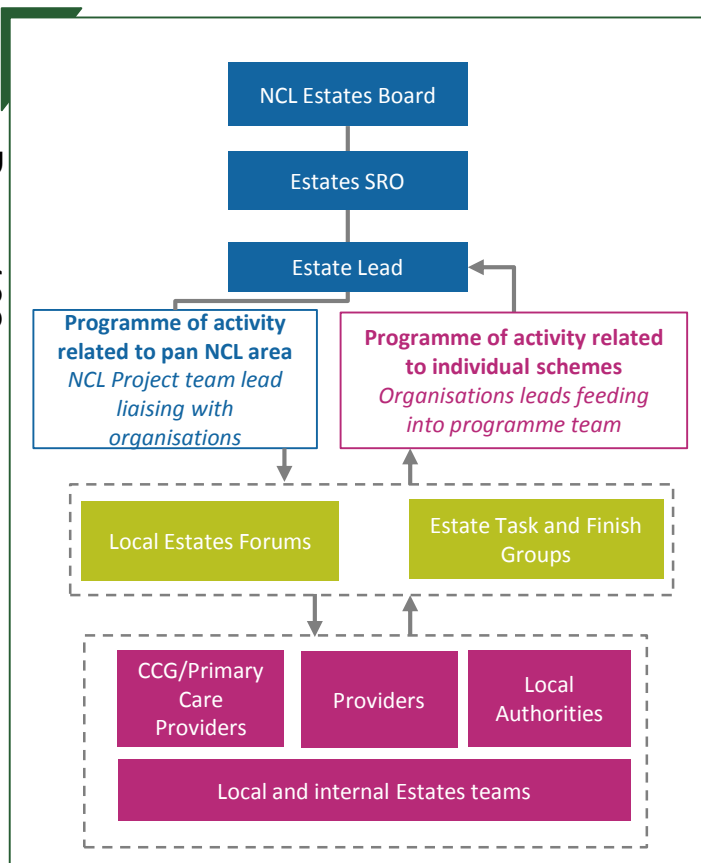 NCL Estates Board
Estates SRO
Estate Lead
Programme of activity
related to pan NCL area
NCL Project team lead
liaising with
organisations
Programme of activity related
to individual schemes
Organisations leads feeding
into programme team
Local Estates Forums
Estate Task and Finish
Groups
CCG/Primary
Care
Providers
Providers
Local
Authorities
Local and internal Estates teams